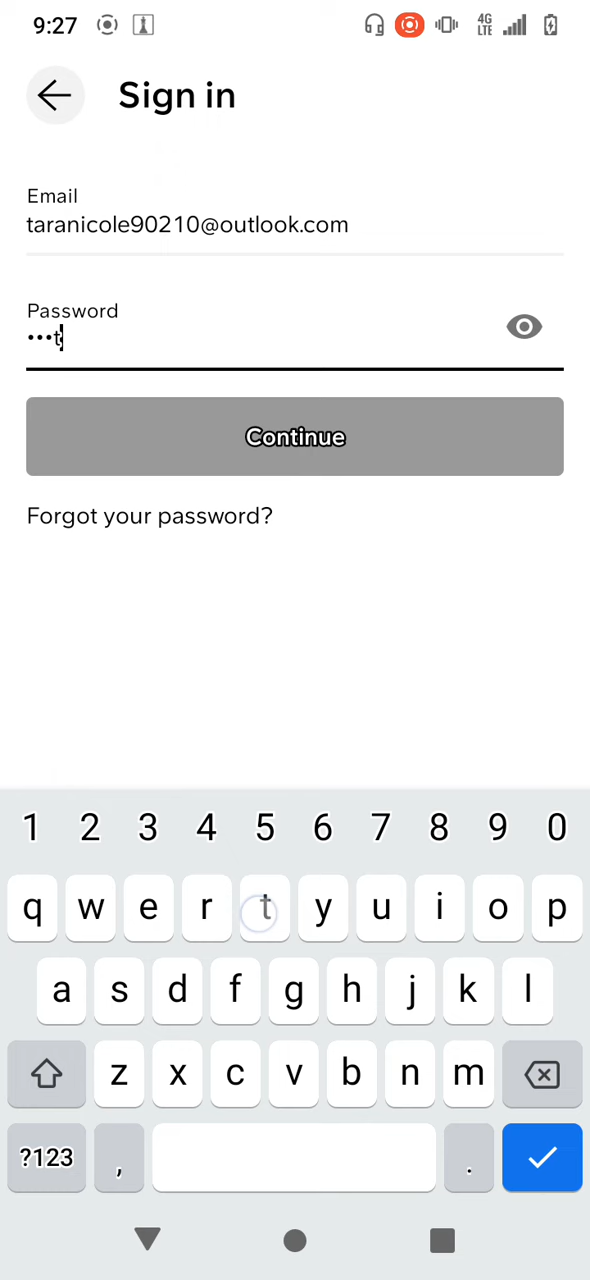 9:27
4G
LTE
Sign in
Email
taranicole90210@outlook.com
Password
•••t
Continue
Forgot your password?
1 2 3 4 5 6 7 8 9 0
q w e r t y u i o p
a s d f g h j k l
z x c v b n m
?123 , .